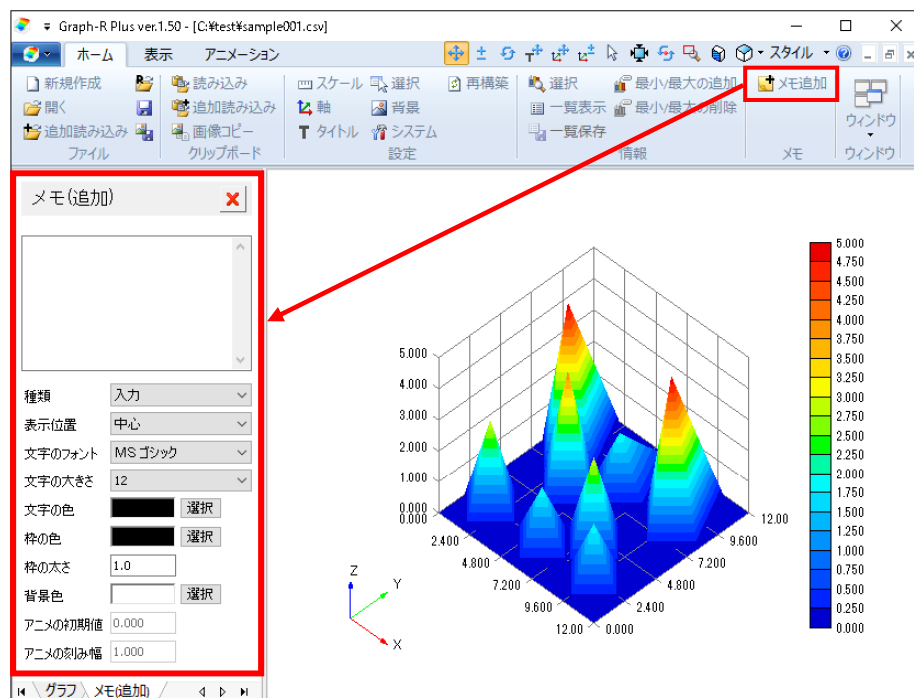 Graph-R Plus ver.1.50 - [C:¥test¥sample001.csv]
ホーム 表示 アニメーション スタイル
新規作成 読み込み スケール 選択 再構築 選択 最小/最大の追加 メモ追加
開く 追加読み込み 軸 背景 一覧表示 最小/最大の削除 ウィンドウ
追加読み込み 画像コピー タイトル システム 一覧保存
ファイル クリップボード 設定 情報 メモ ウィンドウ
メモ(追加)
種類 入力
表示位置 中心
文字のフォント MS ゴシック
文字の大きさ 12
文字の色 選択
枠の色 選択
枠の太さ 1.0
背景色 選択
アニメの初期値 0.000
アニメの刻み幅 1.000
グラフ メモ(追加)
5.000
4.000
3.000
2.000
1.000
0.000
0.000
2.400
4.800
7.200
9.600
12.00
0.000
2.400
4.800
7.200
9.600
12.00
Z
Y
X
5.000
4.750
4.500
4.250
4.000
3.750
3.500
3.250
3.000
2.750
2.500
2.250
2.000
1.750
1.500
1.250
1.000
0.750
0.500
0.250
0.000